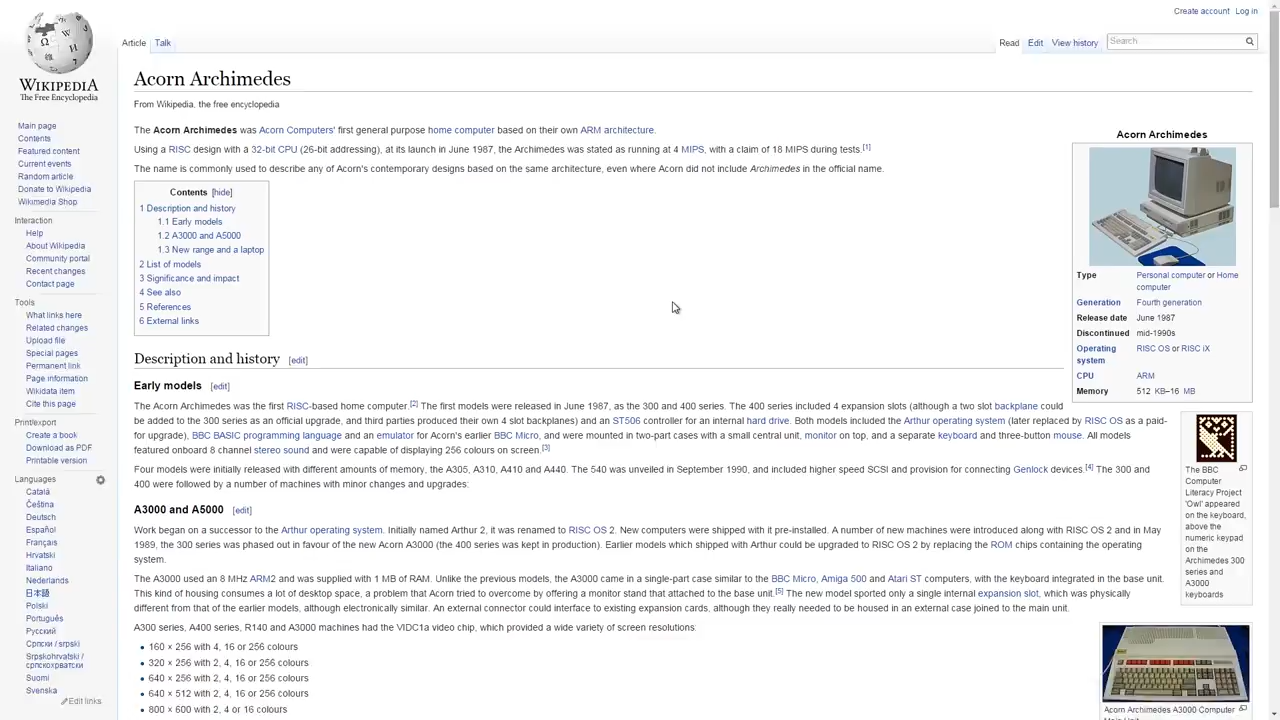 Create account Log in
WIKIPEDIA
The Free Encyclopedia
Article Talk
Read Edit View history Search
Main page
Contents
Featured content
Current events
Random article
Donate to Wikipedia
Wikimedia Shop
Interaction
Help
About Wikipedia
Community portal
Recent changes
Contact page
Tools
What links here
Related changes
Upload file
Special pages
Permanent link
Page information
Wikidata item
Cite this page
Print/export
Create a book
Download as PDF
Printable version
Languages
Català
Čeština
Deutsch
Español
Français
Hrvatski
Italiano
Nederlands
日本語
Polski
Português
Русский
Српски / srpski
Srpskohrvatski /
српскохрватски
Suomi
Svenska
Edit links
Acorn Archimedes
From Wikipedia, the free encyclopedia
The Acorn Archimedes was Acorn Computers' first general purpose home computer based on their own ARM architecture.
Using a RISC design with a 32-bit CPU (26-bit addressing), at its launch in June 1987, the Archimedes was stated as running at 4 MIPS, with a claim of 18 MIPS during tests.[1]
The name is commonly used to describe any of Acorn's contemporary designs based on the same architecture, even where Acorn did not include Archimedes in the official name.
Contents [hide]
1 Description and history
1.1 Early models
1.2 A3000 and A5000
1.3 New range and a laptop
2 List of models
3 Significance and impact
4 See also
5 References
6 External links
Acorn Archimedes
Type Personal computer or Home
computer
Generation Fourth generation
Release date June 1987
Discontinued mid-1990s
Operating RISC OS or RISC iX
system
CPU ARM
Memory 512 KB–16 MB
Description and history [edit]
Early models [edit]
The Acorn Archimedes was the first RISC-based home computer.[2] The first models were released in June 1987, as the 300 and 400 series. The 400 series included 4 expansion slots (although a two slot backplane could
be added to the 300 series as an official upgrade, and third parties produced their own 4 slot backplanes) and an ST506 controller for an internal hard drive. Both models included the Arthur operating system (later replaced by RISC OS as a paid-
for upgrade), BBC BASIC programming language and an emulator for Acorn's earlier BBC Micro, and were mounted in two-part cases with a small central unit, monitor on top, and a separate keyboard and three-button mouse. All models
featured onboard 8 channel stereo sound and were capable of displaying 256 colours on screen.[3]
Four models were initially released with different amounts of memory, the A305, A310, A410 and A440. The 540 was unveiled in September 1990, and included higher speed SCSI and provision for connecting Genlock devices.[4] The 300 and
400 were followed by a number of machines with minor changes and upgrades:
The BBC
Computer
Literacy Project
'Owl' appeared
on the keyboard,
above the
numeric keypad
on the
Archimedes 300
series and
A3000
keyboards
A3000 and A5000 [edit]
Work began on a successor to the Arthur operating system. Initially named Arthur 2, it was renamed to RISC OS 2. New computers were shipped with it pre-installed. A number of new machines were introduced along with RISC OS 2 and in May
1989, the 300 series was phased out in favour of the new Acorn A3000 (the 400 series was kept in production). Earlier models which shipped with Arthur could be upgraded to RISC OS 2 by replacing the ROM chips containing the operating
system.
The A3000 used an 8 MHz ARM2 and was supplied with 1 MB of RAM. Unlike the previous models, the A3000 came in a single-part case similar to the BBC Micro, Amiga 500 and Atari ST computers, with the keyboard integrated in the base unit.
This kind of housing consumes a lot of desktop space, a problem that Acorn tried to overcome by offering a monitor stand that attached to the base unit.[5] The new model sported only a single internal expansion slot, which was physically
different from that of the earlier models, although electronically similar. An external connector could interface to existing expansion cards, although they really needed to be housed in an external case joined to the main unit.
A300 series, A400 series, R140 and A3000 machines had the VIDC1a video chip, which provided a wide variety of screen resolutions:
• 160 × 256 with 4, 16 or 256 colours
• 320 × 256 with 2, 4, 16 or 256 colours
• 640 × 256 with 2, 4, 16 or 256 colours
• 640 × 512 with 2, 4, 16 or 256 colours
• 800 × 600 with 2, 4 or 16 colours
Acorn Archimedes A3000 Computer